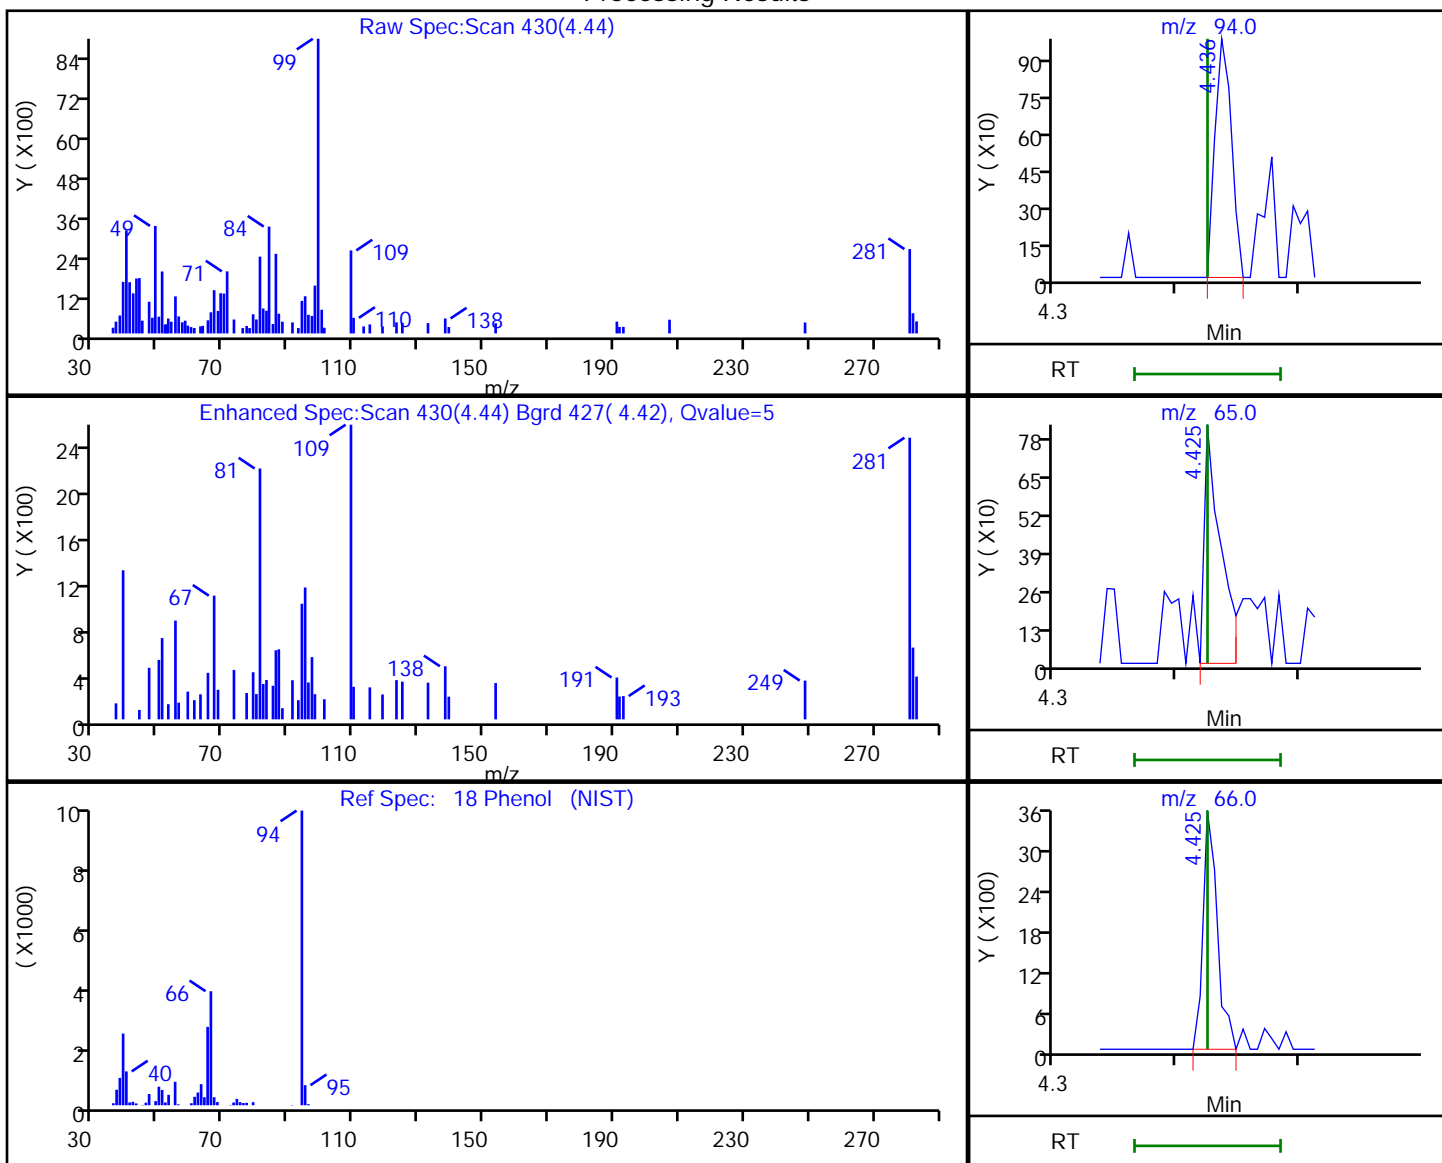 Processing Results
Raw Spec:Scan 430(4.44)
Y ( X100)
84
72
60
48
36
24
12
0
99
49
84
71
109
110
138
281
30 70 110 150 190 230 270
m/z
m/z 94.0
Y ( X10)
90
75
60
45
30
15
0
4.436
4.3
Min
RT
Enhanced Spec:Scan 430(4.44) Bgrd 427( 4.42), Qvalue=5
Y ( X100)
24
20
16
12
8
4
0
109
81
67
138
191
193
249
281
30 70 110 150 190 230 270
m/z
m/z 65.0
Y ( X10)
78
65
52
39
26
13
0
4.425
4.3
Min
RT
Ref Spec: 18 Phenol (NIST)
( X1000)
10
8
6
4
2
0
94
66
40
95
30 70 110 150 190 230 270
m/z 66.0
Y ( X100)
36
30
24
18
12
6
0
4.425
4.3
Min
RT